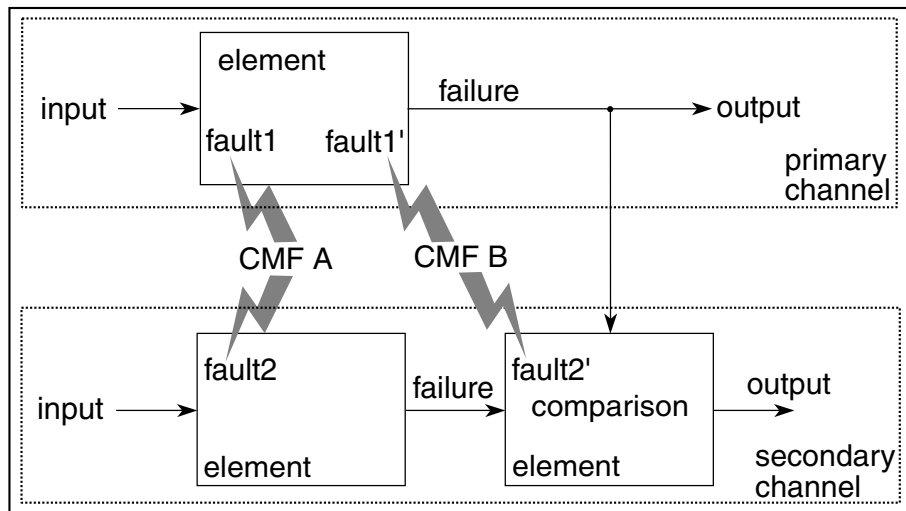 element
failure
input
output
fault1 fault1'
primary
channel
CMF A CMF B
fault2 fault2'
failure output
input comparison
element element
secondary
channel